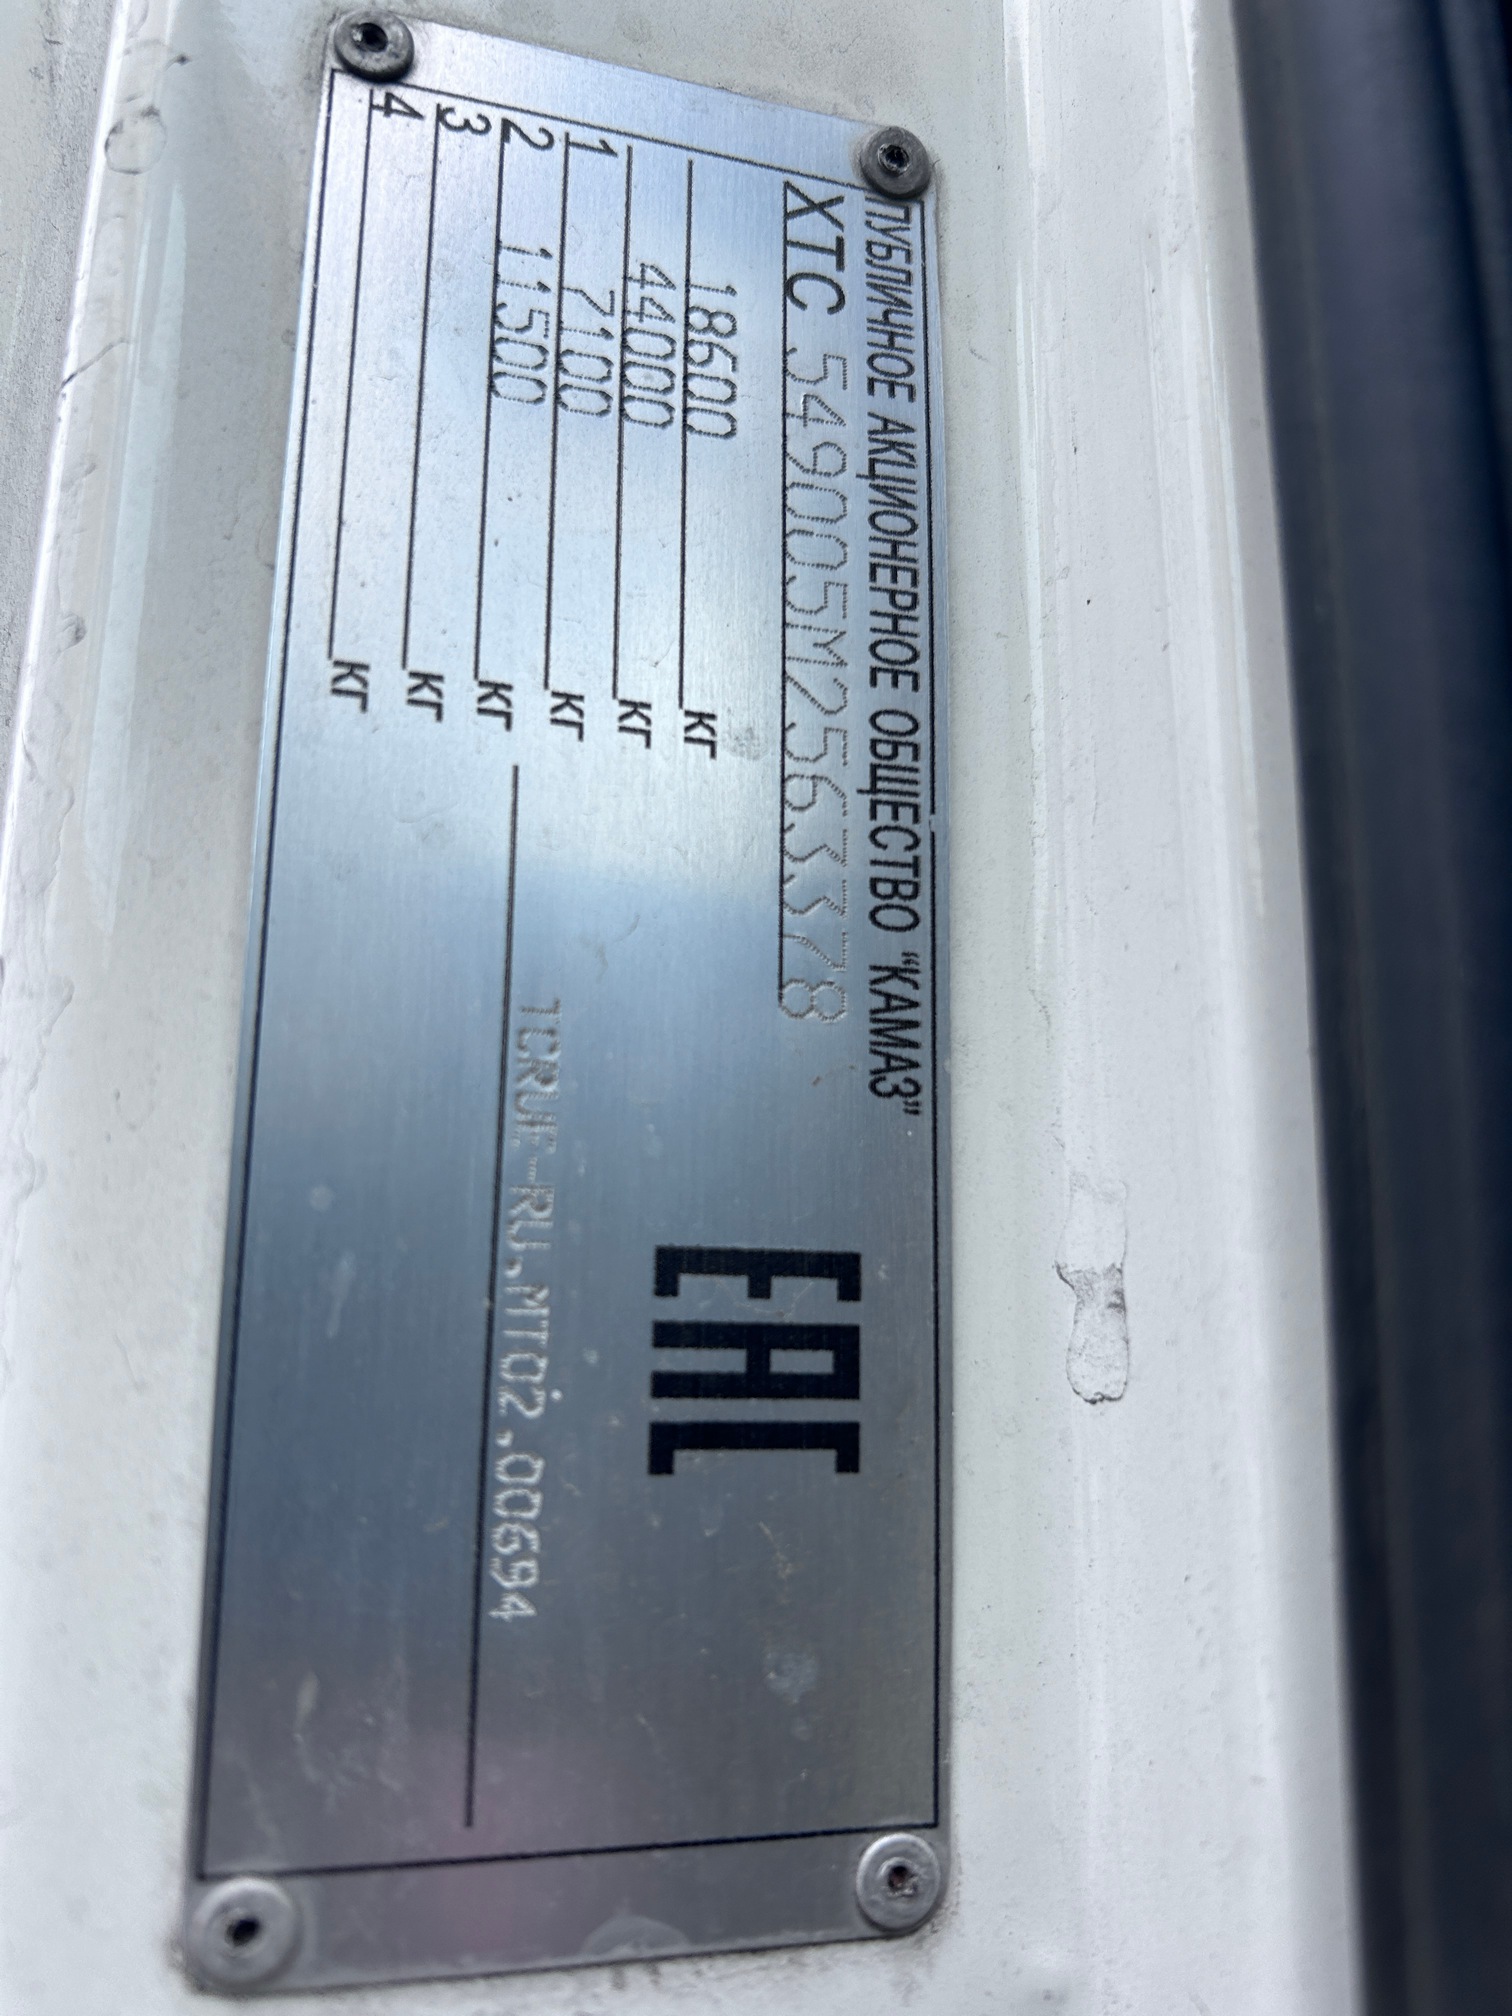 ПУБЛИЧНОЕ АКЦИОНЕРНОЕ ОБЩЕСТВО "КАМАЗ"
XTC 549005M2563378
EAC
18600 КГ
44000 КГ
1 7100 КГ
2 11500 КГ
TCRUE-RU.MT02.00694
3 КГ
4 КГ